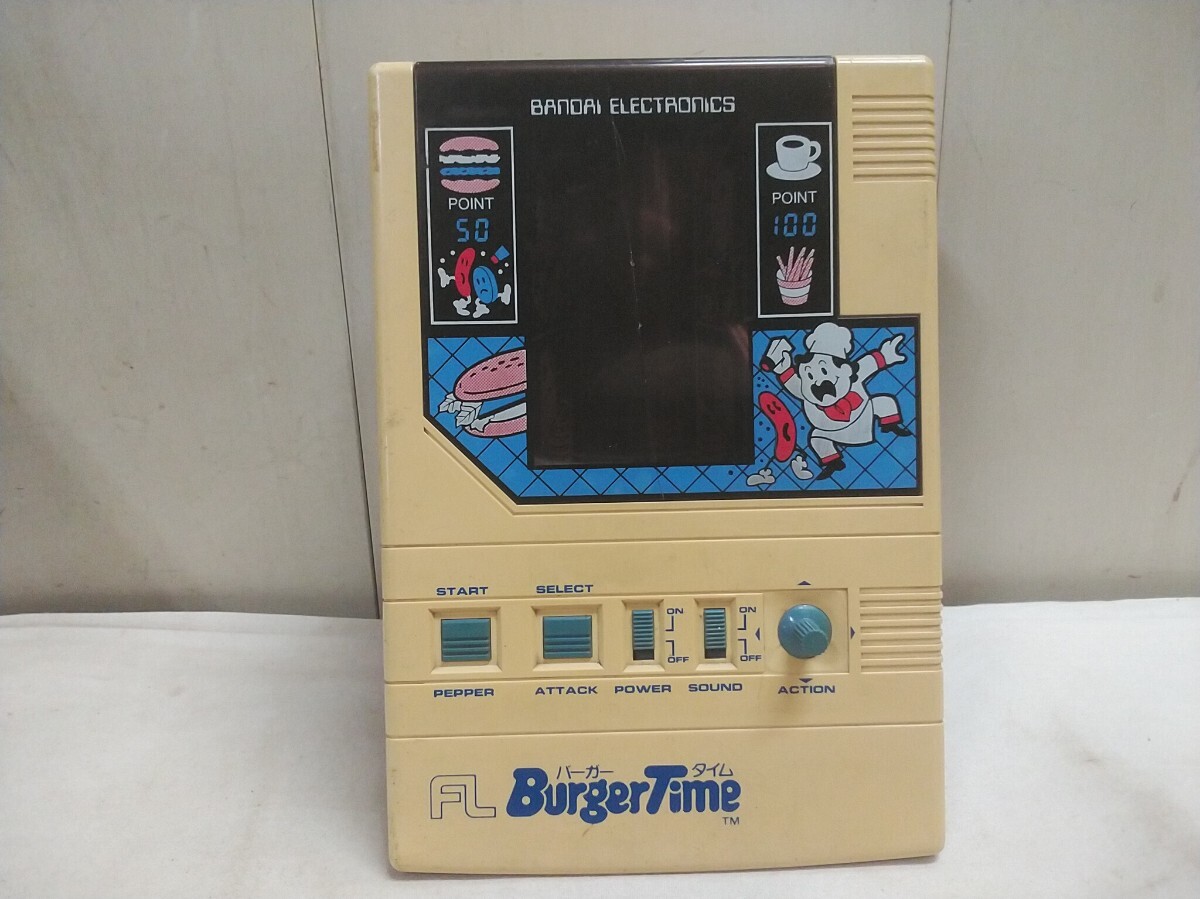 BANDAI ELECTRONICS
POINT
50
POINT
100
START
SELECT
ON
OFF
ON
OFF
PEPPER
ATTACK
POWER
SOUND
ACTION
バーガー タイム
FL BurgerTime
TM